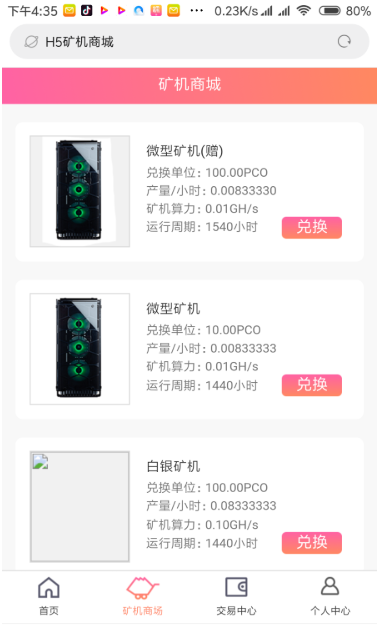 下午4:35
0.23K/s
80%
H5矿机商城
矿机商城
微型矿机(赠)
兑换单位: 100.00PCO
产量/小时: 0.00833330
矿机算力: 0.01GH/s
运行周期: 1540小时
兑换
微型矿机
兑换单位: 10.00PCO
产量/小时: 0.00833333
矿机算力: 0.01GH/s
运行周期: 1440小时
兑换
白银矿机
兑换单位: 100.00PCO
产量/小时: 0.08333333
矿机算力: 0.10GH/s
运行周期: 1440小时
兑换
首页
矿机商场
交易中心
个人中心